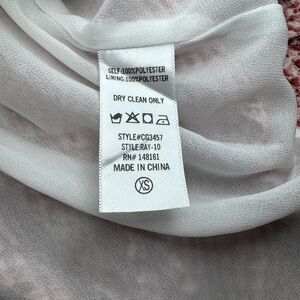 SELF:100%POLYESTER
LINING:100%POLYESTER
DRY CLEAN ONLY
STYLE#CG3457
STYLE:RAY-10
RN# 148161
MADE IN CHINA
XS